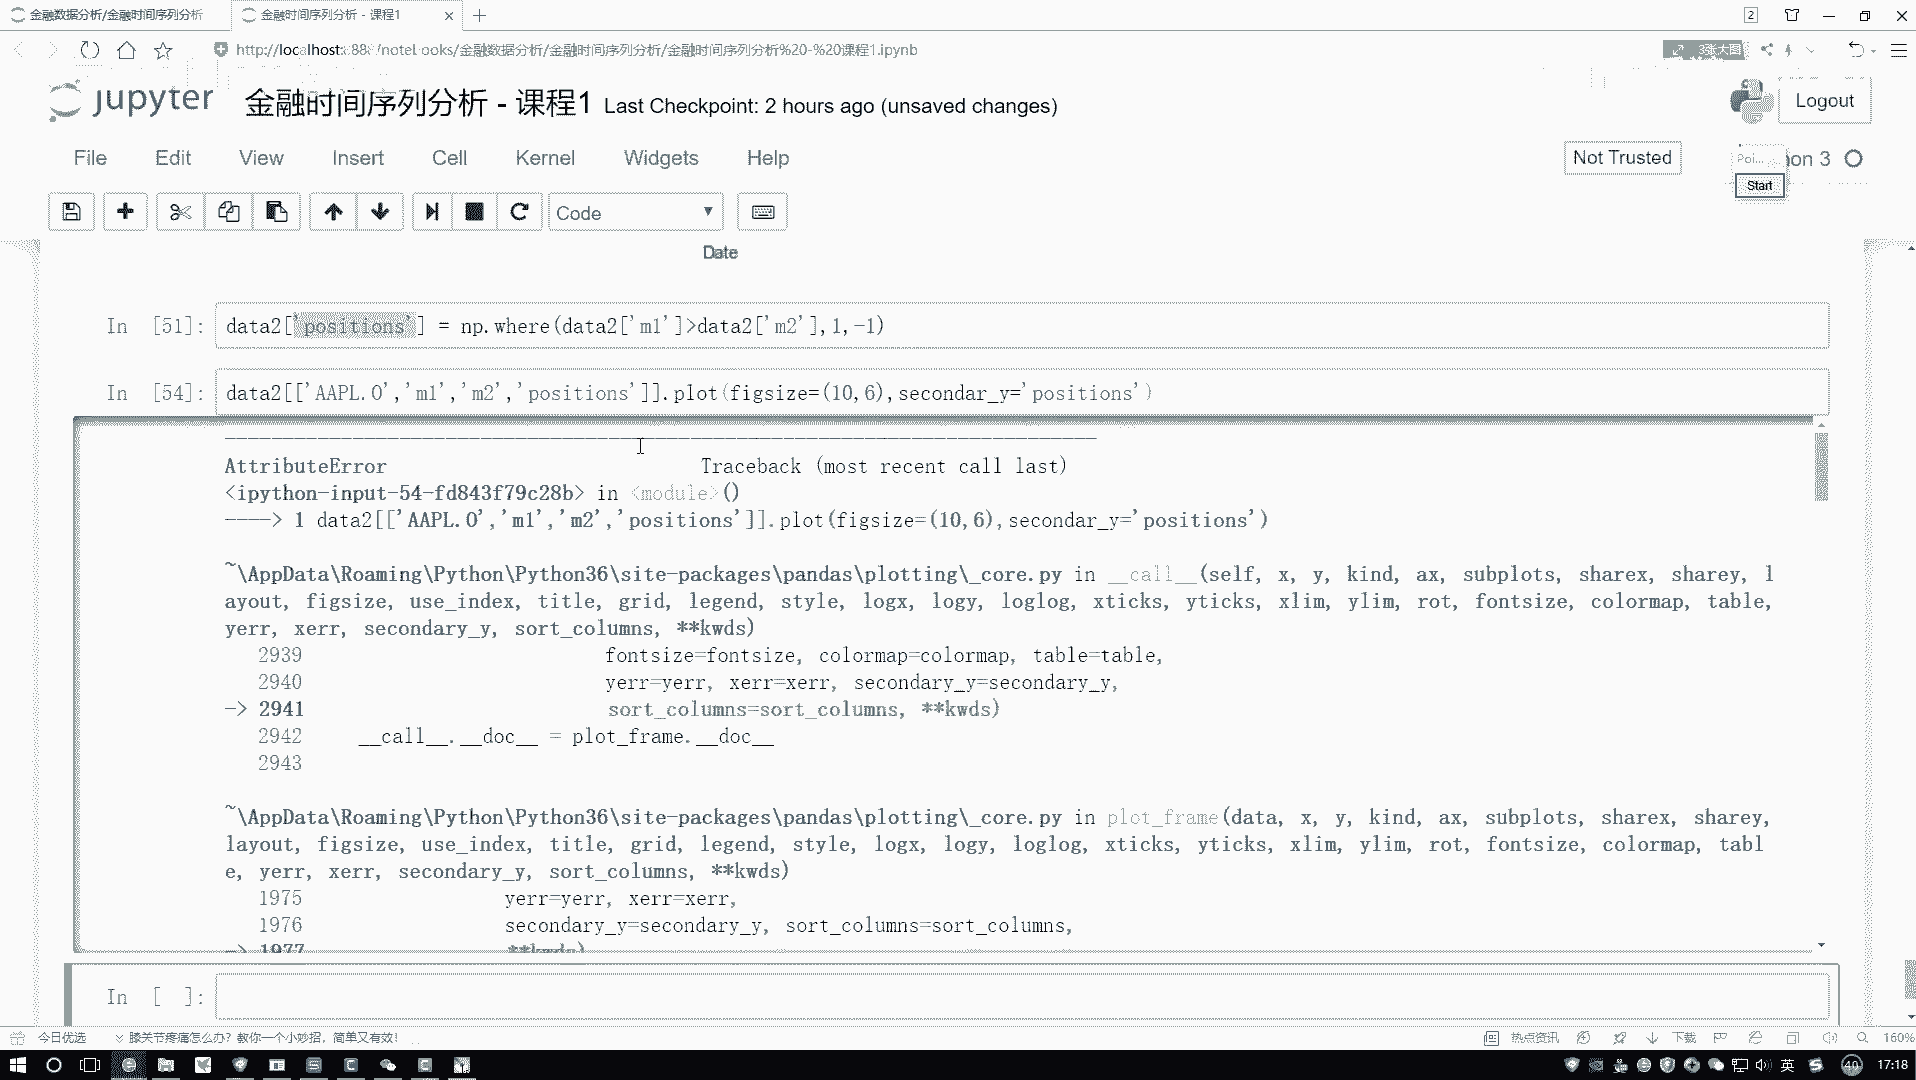 金融数据分析/金融时间序列分析
金融时间序列分析 - 课程1
2
金融数据分析/金融时间序列分析/金融时间序列分析%20-%20课程1.ipynb
3张大图
jupyter 金融时间序列分析 - 课程1 Last Checkpoint: 2 hours ago (unsaved changes)
Logout
File Edit View Insert Cell Kernel Widgets Help
Not Trusted
on 3
Poi...
Start
Code
Date
In [51]: data2['positions'] = np.where(data2['m1']>data2['m2'],1,-1)
In [54]: data2[['AAPL.O','m1','m2','positions']].plot(figsize=(10,6),secondar_y='positions')
---------------------------------------------------------------------------
AttributeError Traceback (most recent call last)
<ipython-input-54-fd843f79c28b> in <module>()
----> 1 data2[['AAPL.O','m1','m2','positions']].plot(figsize=(10,6),secondar_y='positions')
~\AppData\Roaming\Python\Python36\site-packages\pandas\plotting\_core.py in __call__(self, x, y, kind, ax, subplots, sharex, sharey, l
ayout, figsize, use_index, title, grid, legend, style, logx, logy, loglog, xticks, yticks, xlim, ylim, rot, fontsize, colormap, table,
yerr, xerr, secondary_y, sort_columns, **kwds)
2939 fontsize=fontsize, colormap=colormap, table=table,
2940 yerr=yerr, xerr=xerr, secondary_y=secondary_y,
-> 2941 sort_columns=sort_columns, **kwds)
2942 __call__.__doc__ = plot_frame.__doc__
2943
~\AppData\Roaming\Python\Python36\site-packages\pandas\plotting\_core.py in plot_frame(data, x, y, kind, ax, subplots, sharex, sharey,
layout, figsize, use_index, title, grid, legend, style, logx, logy, loglog, xticks, yticks, xlim, ylim, rot, fontsize, colormap, tabl
e, yerr, xerr, secondary_y, sort_columns, **kwds)
1975 yerr=yerr, xerr=xerr,
1976 secondary_y=secondary_y, sort_columns=sort_columns,
-> 1977 **kwds)
In [ ]:
今日优选 膝关节疼痛怎么办? 教你一个小妙招，简单又有效!
热点资讯 下载 160%
英 40 17:18